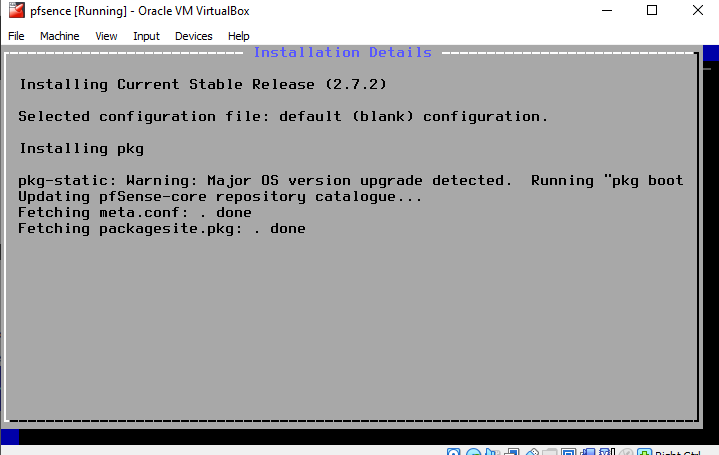 pfsence [Running] - Oracle VM VirtualBox
File Machine View Input Devices Help
Installation Details
Installing Current Stable Release (2.7.2)
Selected configuration file: default (blank) configuration.
Installing pkg
pkg-static: Warning: Major OS version upgrade detected. Running "pkg boot
Updating pfSense-core repository catalogue...
Fetching meta.conf: . done
Fetching packagesite.pkg: . done
Right Ctrl